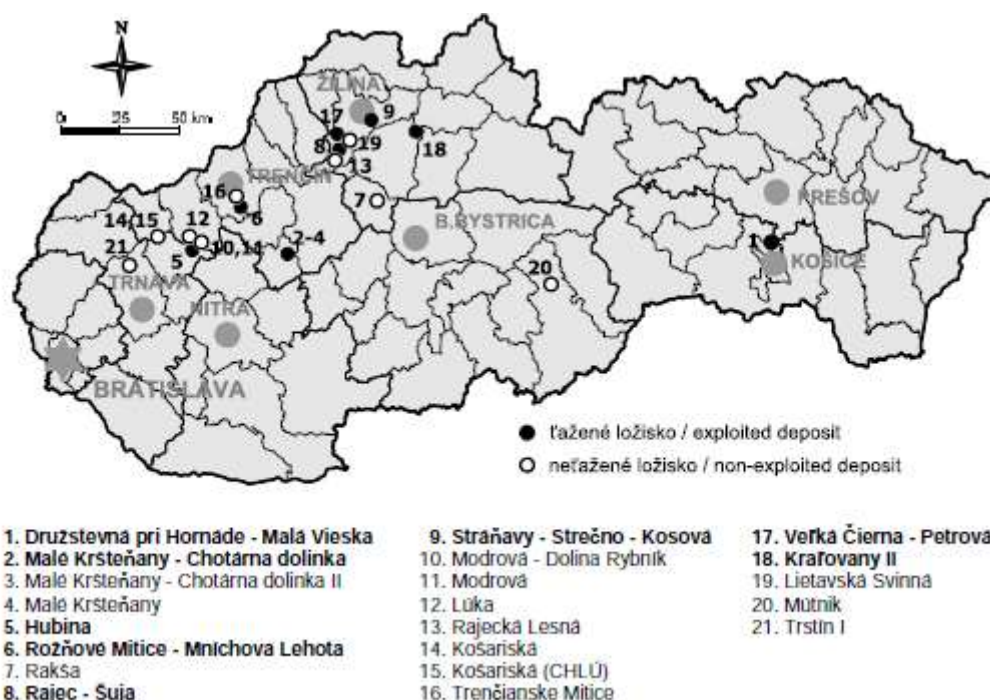 N
0 25 50 km
ŽILINA
17
9
8
19
18
13
TRENČÍN
16
6
7
PREŠOV
B.BYSTRICA
14,15
12
2-4
1
21
5
10,11
KOŠICE
20
TRNAVA
NITRA
BRATISLAVA
ťažené ložisko / exploited deposit
neťažené ložisko / non-exploited deposit
1. Družstevná pri Hornáde - Malá Vieska
2. Malé Kršteňany - Chotárna dolinka
3. Malé Kršteňany - Chotárna dolinka II
4. Malé Kršteňany
5. Hubina
6. Rožňové Mitice - Mníchova Lehota
7. Rakša
8. Rajec - Šuja
9. Stráňavy - Strečno - Kosová
10. Modrová - Dolina Rybník
11. Modrová
12. Lúka
13. Rajecká Lesná
14. Košariská
15. Košariská (CHLÚ)
16. Trenčianske Mitice
17. Veľká Čierna - Petrová
18. Kraľovany II
19. Lietavská Svinná
20. Mútnik
21. Trstín I